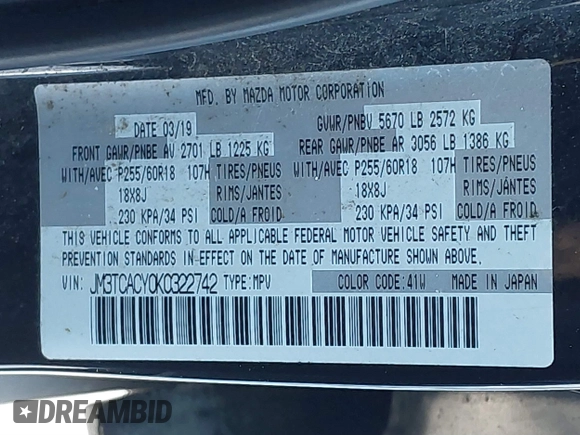 MFD. BY MAZDA MOTOR CORPORATION
DATE 03/19 GVWR/PNBV 5670 LB 2572 KG
FRONT GAWR/PNBE AV 2701 LB 1225 KG REAR GAWR/PNBE AR 3056 LB 1386 KG
WITH/AVEC P255/60R18 107H TIRES/PNEUS WITH/AVEC P255/60R18 107H TIRES/PNEUS
18X8J RIMS/JANTES 18X8J RIMS/JANTES
230 KPA/34 PSI COLD/A FROID 230 KPA/34 PSI COLD/A FROID
THIS VEHICLE CONFORMS TO ALL APPLICABLE FEDERAL MOTOR VEHICLE SAFETY AND THEFT
PREVENTION STANDARDS IN EFFECT ON THE DATE OF MANUFACTURE SHOWN ABOVE.
VIN: JM3TCACY0K0322742 TYPE: MPV COLOR CODE: 41W MADE IN JAPAN
DREAMBID